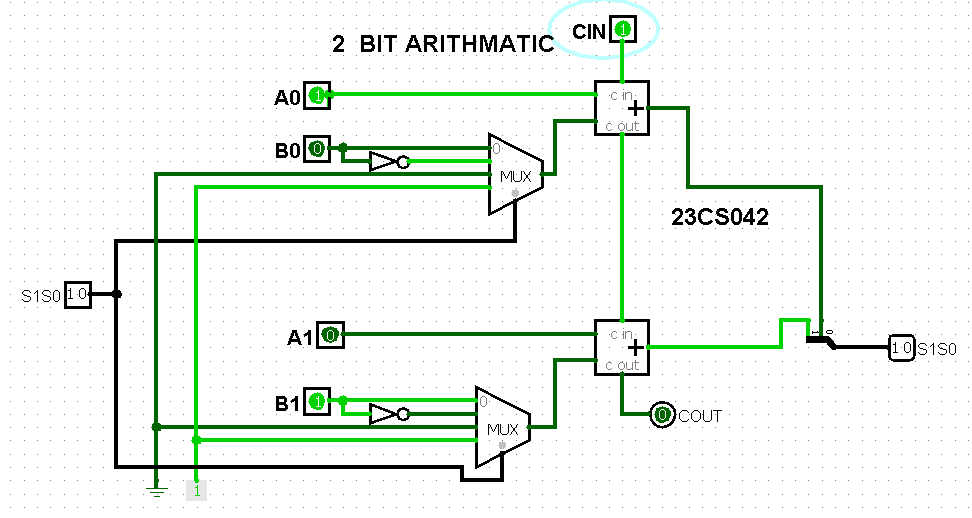 CIN 1
2 BIT ARITHMATIC
A0 1
c in
+
c out
B0 0
0
MUX
23CS042
S1S0 1 0
A1 0
c in
+
c out
1 0
1 0 S1S0
B1 1
0
MUX
0 COUT
1